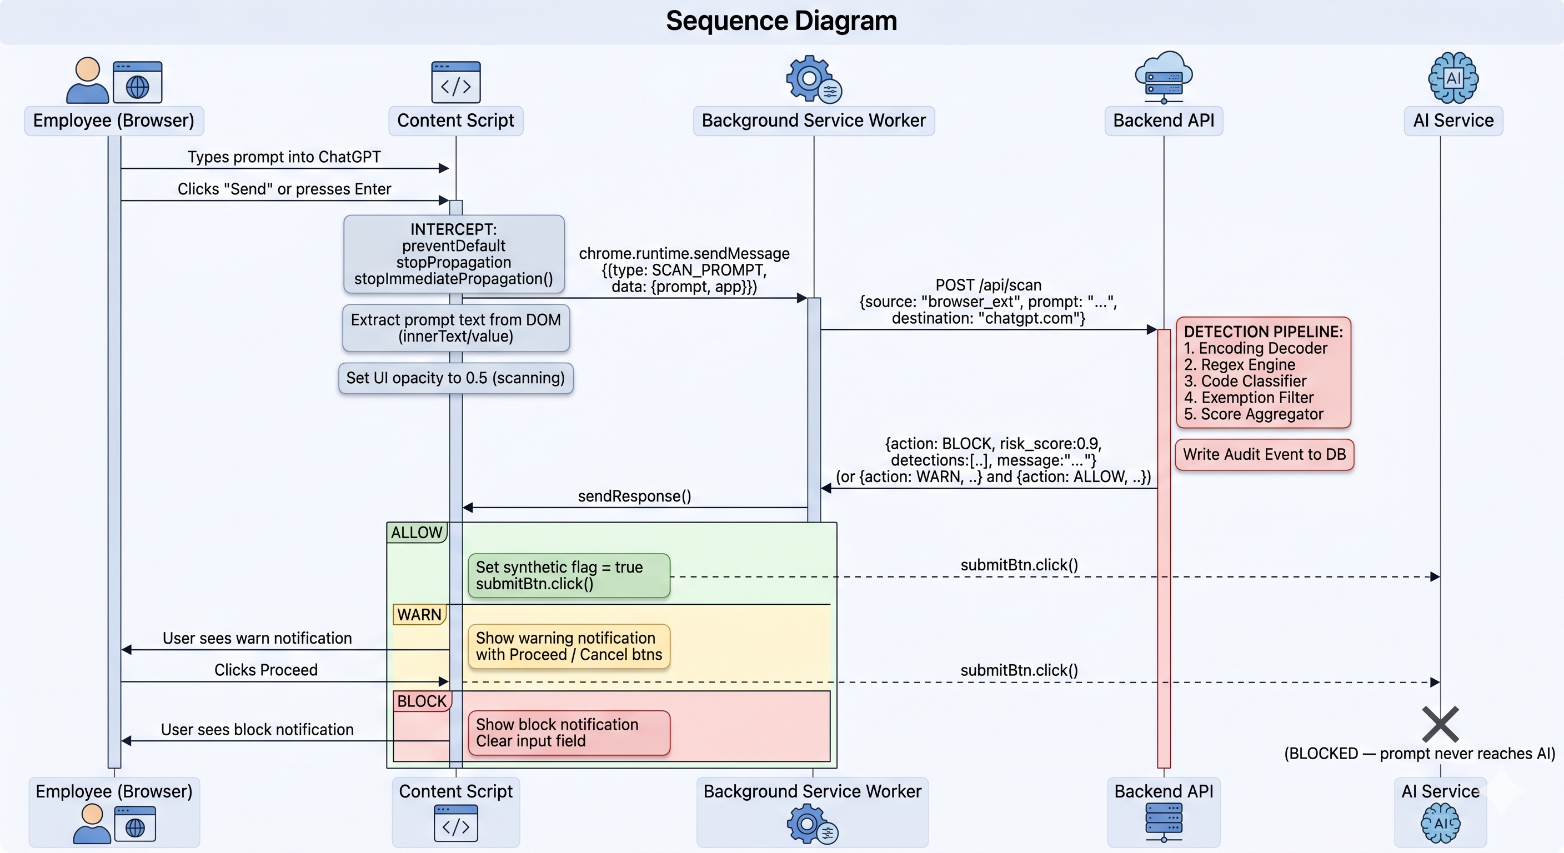 Sequence Diagram
Employee (Browser)
Content Script
Background Service Worker
Backend API
AI
AI Service
Types prompt into ChatGPT
Clicks "Send" or presses Enter
INTERCEPT:
preventDefault
stopPropagation
stopImmediatePropagation()
chrome.runtime.sendMessage
{(type: SCAN_PROMPT,
data: {prompt, app}})
POST /api/scan
{source: "browser_ext", prompt: "...",
destination: "chatgpt.com"}
Extract prompt text from DOM
(innerText/value)
Set UI opacity to 0.5 (scanning)
DETECTION PIPELINE:
1. Encoding Decoder
2. Regex Engine
3. Code Classifier
4. Exemption Filter
5. Score Aggregator
Write Audit Event to DB
{action: BLOCK, risk_score:0.9,
detections:[..], message:"..."}
(or {action: WARN, ..} and {action: ALLOW, ..})
sendResponse()
ALLOW
Set synthetic flag = true
submitBtn.click()
submitBtn.click()
WARN
User sees warn notification
Show warning notification
with Proceed / Cancel btns
Clicks Proceed
submitBtn.click()
BLOCK
User sees block notification
Show block notification
Clear input field
(BLOCKED — prompt never reaches AI)
Employee (Browser)
Content Script
Background Service Worker
Backend API
AI Service
AI